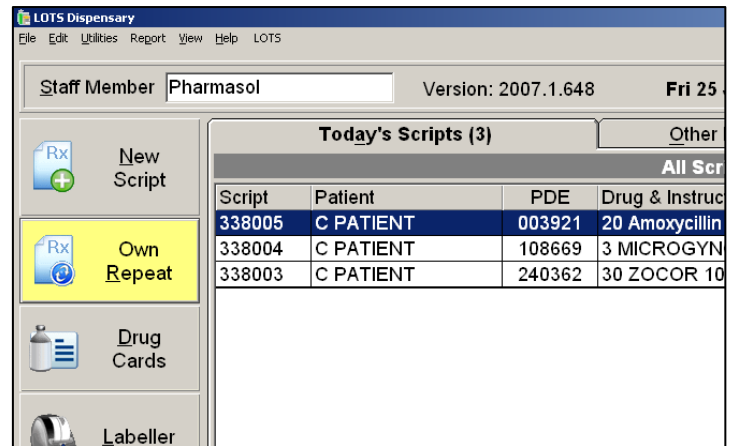 LOTS Dispensary
File Edit Utilities Report View Help LOTS
Staff Member Pharmasol Version: 2007.1.648 Fri 25
Today's Scripts (3) Other
New Script
All Scr
Script Patient PDE Drug & Instruc
338005 C PATIENT 003921 20 Amoxycillin
338004 C PATIENT 108669 3 MICROGYN
338003 C PATIENT 240362 30 ZOCOR 10
Rx
Rx
Own
Repeat
Drug
Cards
Labeller